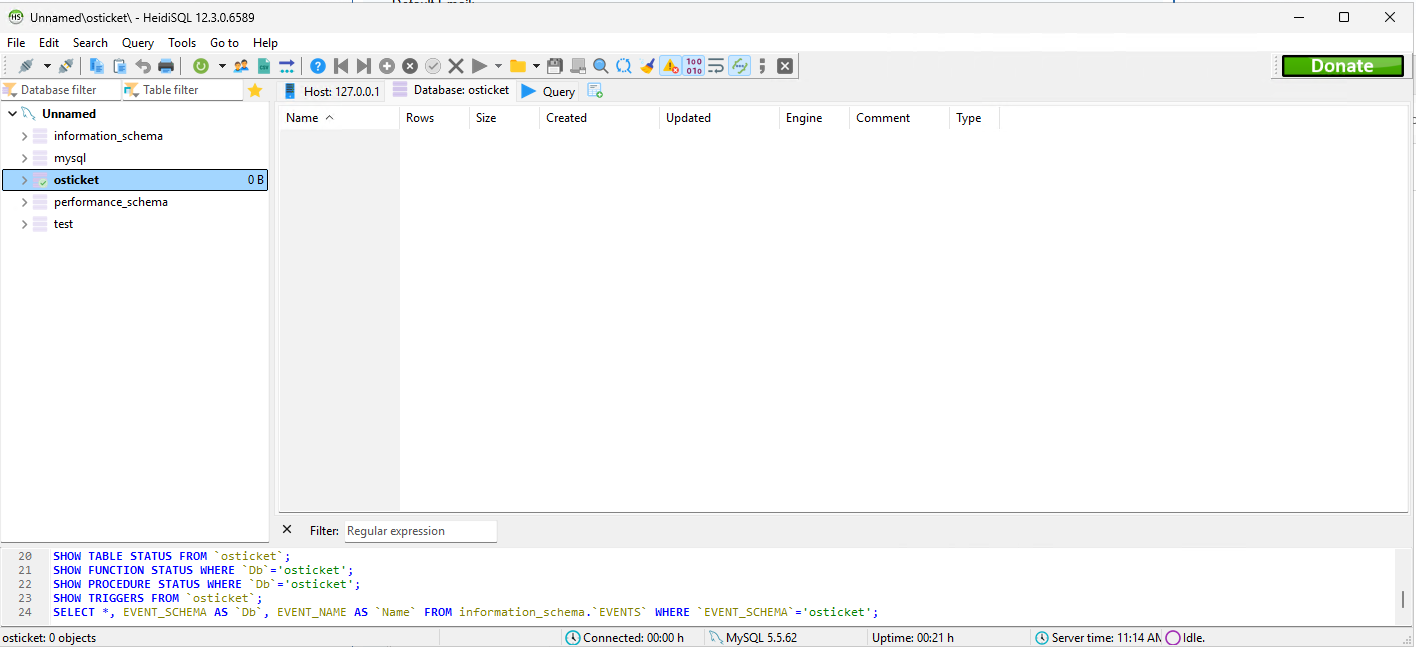 Unnamed\osticket\ - HeidiSQL 12.3.0.6589
File Edit Search Query Tools Go to Help
Donate
Database filter Table filter
Host: 127.0.0.1 Database: osticket Query
Unnamed
information_schema
mysql
osticket 0 B
performance_schema
test
Name Rows Size Created Updated Engine Comment Type
Filter: Regular expression
20 SHOW TABLE STATUS FROM `osticket`;
21 SHOW FUNCTION STATUS WHERE `Db`='osticket';
22 SHOW PROCEDURE STATUS WHERE `Db`='osticket';
23 SHOW TRIGGERS FROM `osticket`;
24 SELECT *, EVENT_SCHEMA AS `Db`, EVENT_NAME AS `Name` FROM information_schema.`EVENTS` WHERE `EVENT_SCHEMA`='osticket';
osticket: 0 objects Connected: 00:00 h MySQL 5.5.62 Uptime: 00:21 h Server time: 11:14 AM Idle.